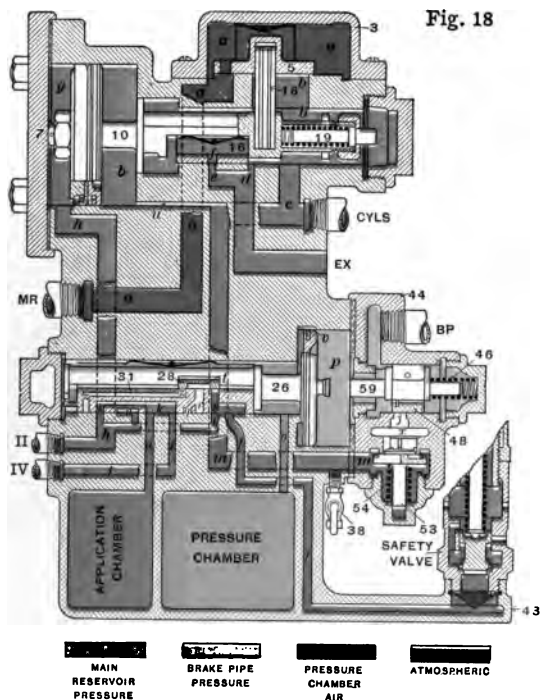 Fig. 18
3
a
a
5
g
16 b
7
10
19
16
b
e
d
c
h
CYLS
EX
MR
a
44
BP
v
p
46
31
28
26
59
II
h
48
IV
m
54
38
53
SAFETY
VALVE
APPLICATION
CHAMBER
PRESSURE
CHAMBER
43
MAIN
RESERVOIR
PRESSURE
BRAKE PIPE
PRESSURE
PRESSURE
CHAMBER
AIR
ATMOSPHERIC